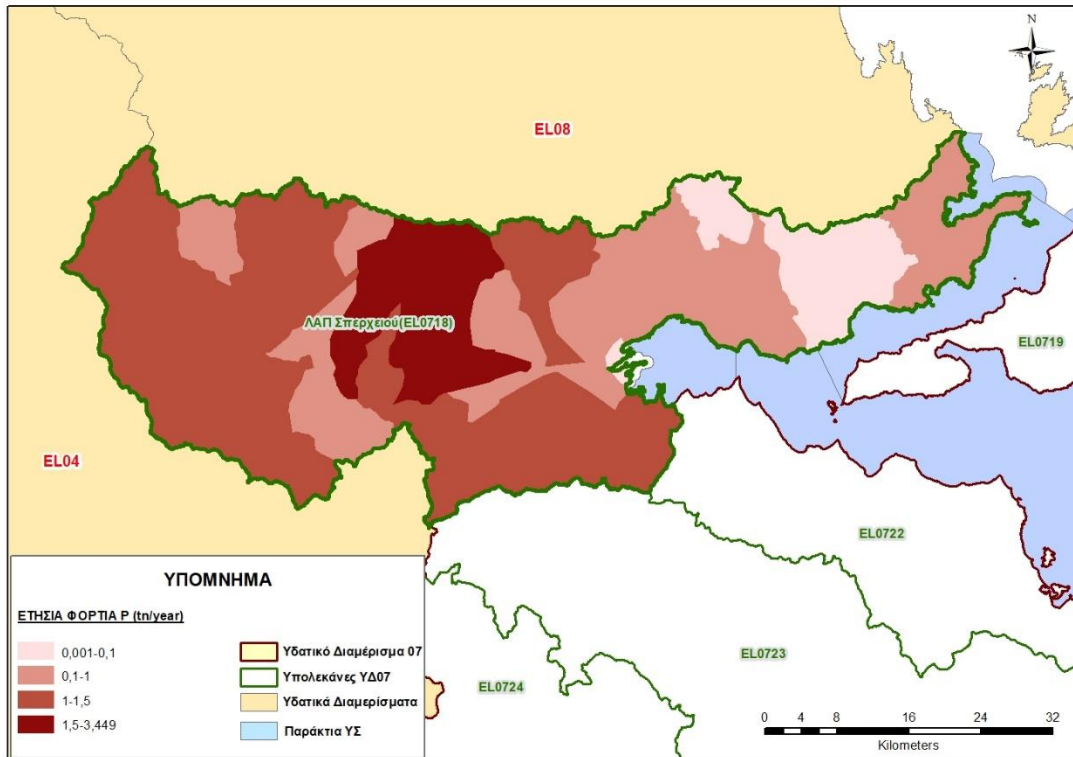 N
EL08
ΛΑΠ Σπερχειού(EL0718)
EL0719
EL04
EL0722
EL0723
EL0724
ΥΠΟΜΝΗΜΑ
ΕΤΗΣΙΑ ΦΟΡΤΙΑ P (tn/year)
0,001-0,1
0,1-1
1-1,5
1,5-3,449
Υδατικό Διαμέρισμα 07
Υπολεκάνες ΥΔ07
Υδατικά Διαμερίσματα
Παράκτια ΥΣ
0 4 8 16 24 32
Kilometers